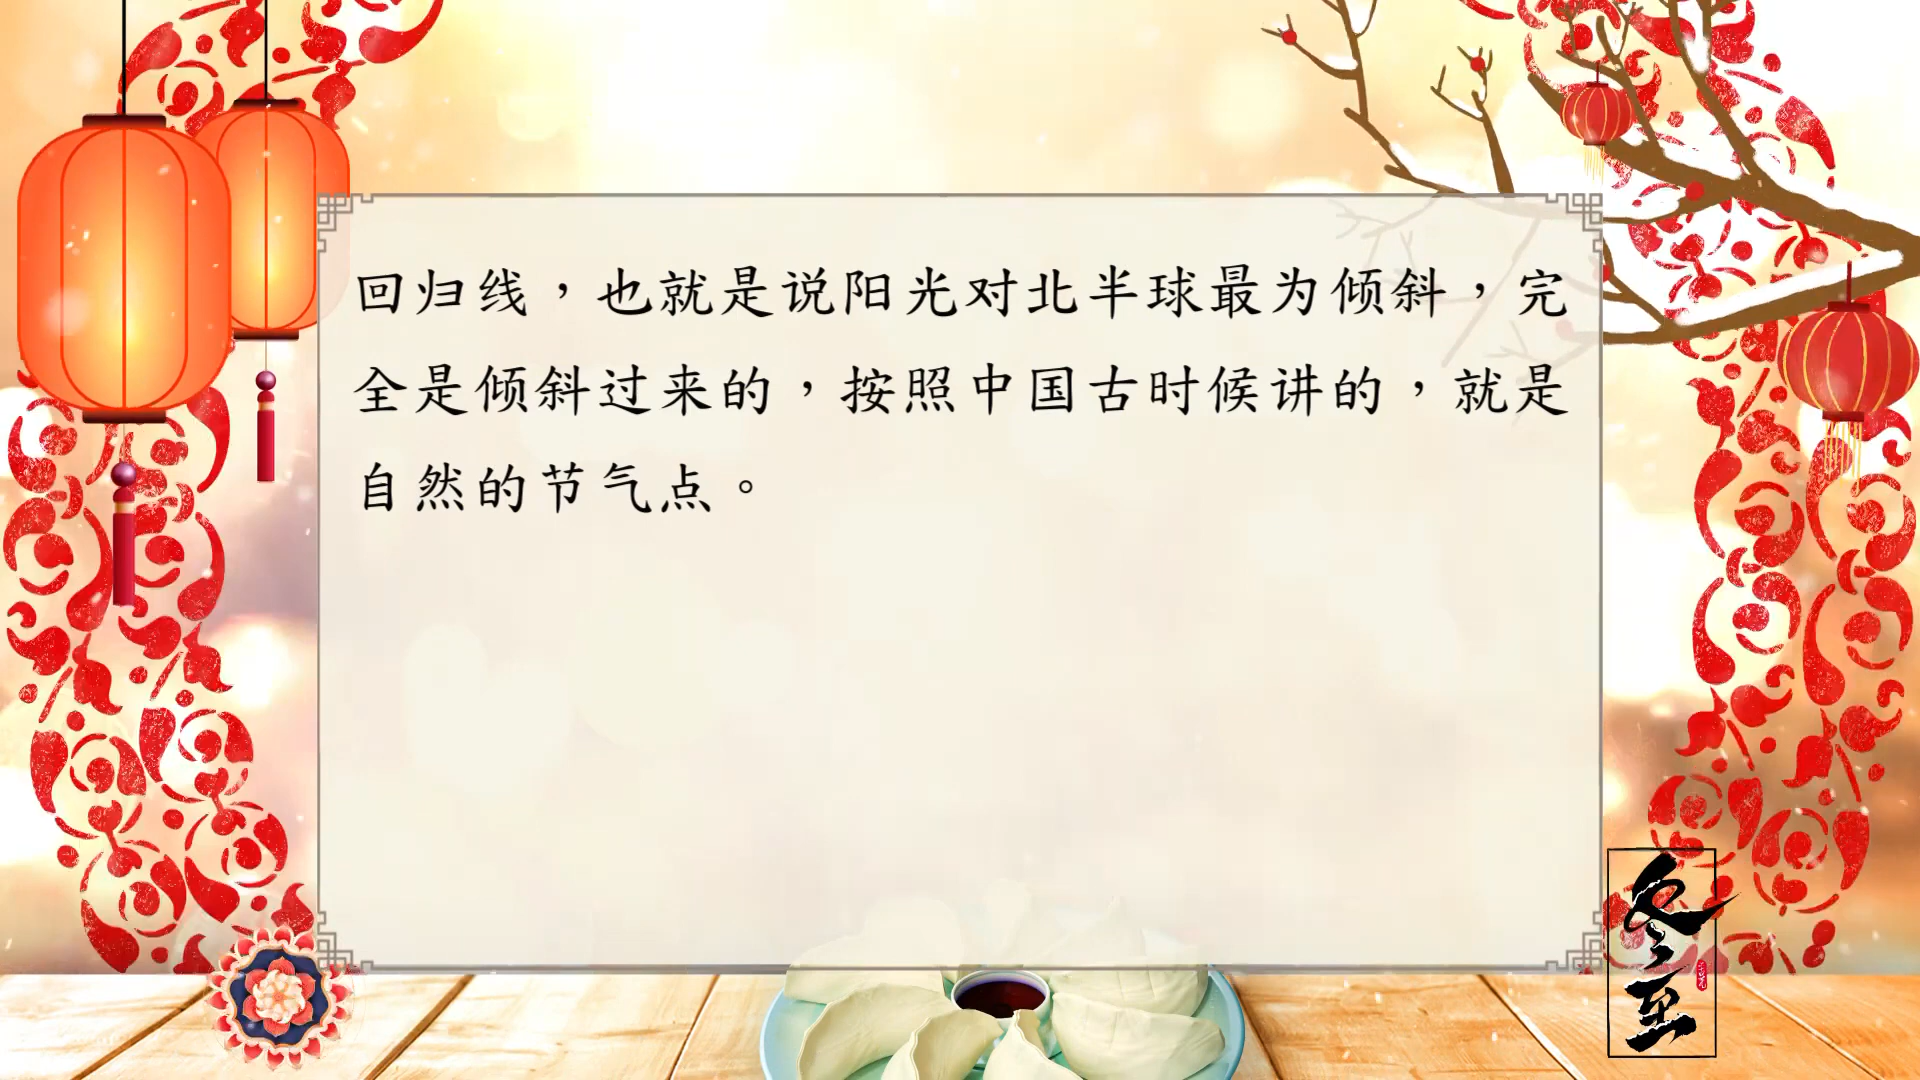 回归线，也就是说阳光对北半球最为倾斜，完
全是倾斜过来的，按照中国古时候讲的，就是
自然的节气点。
冬至